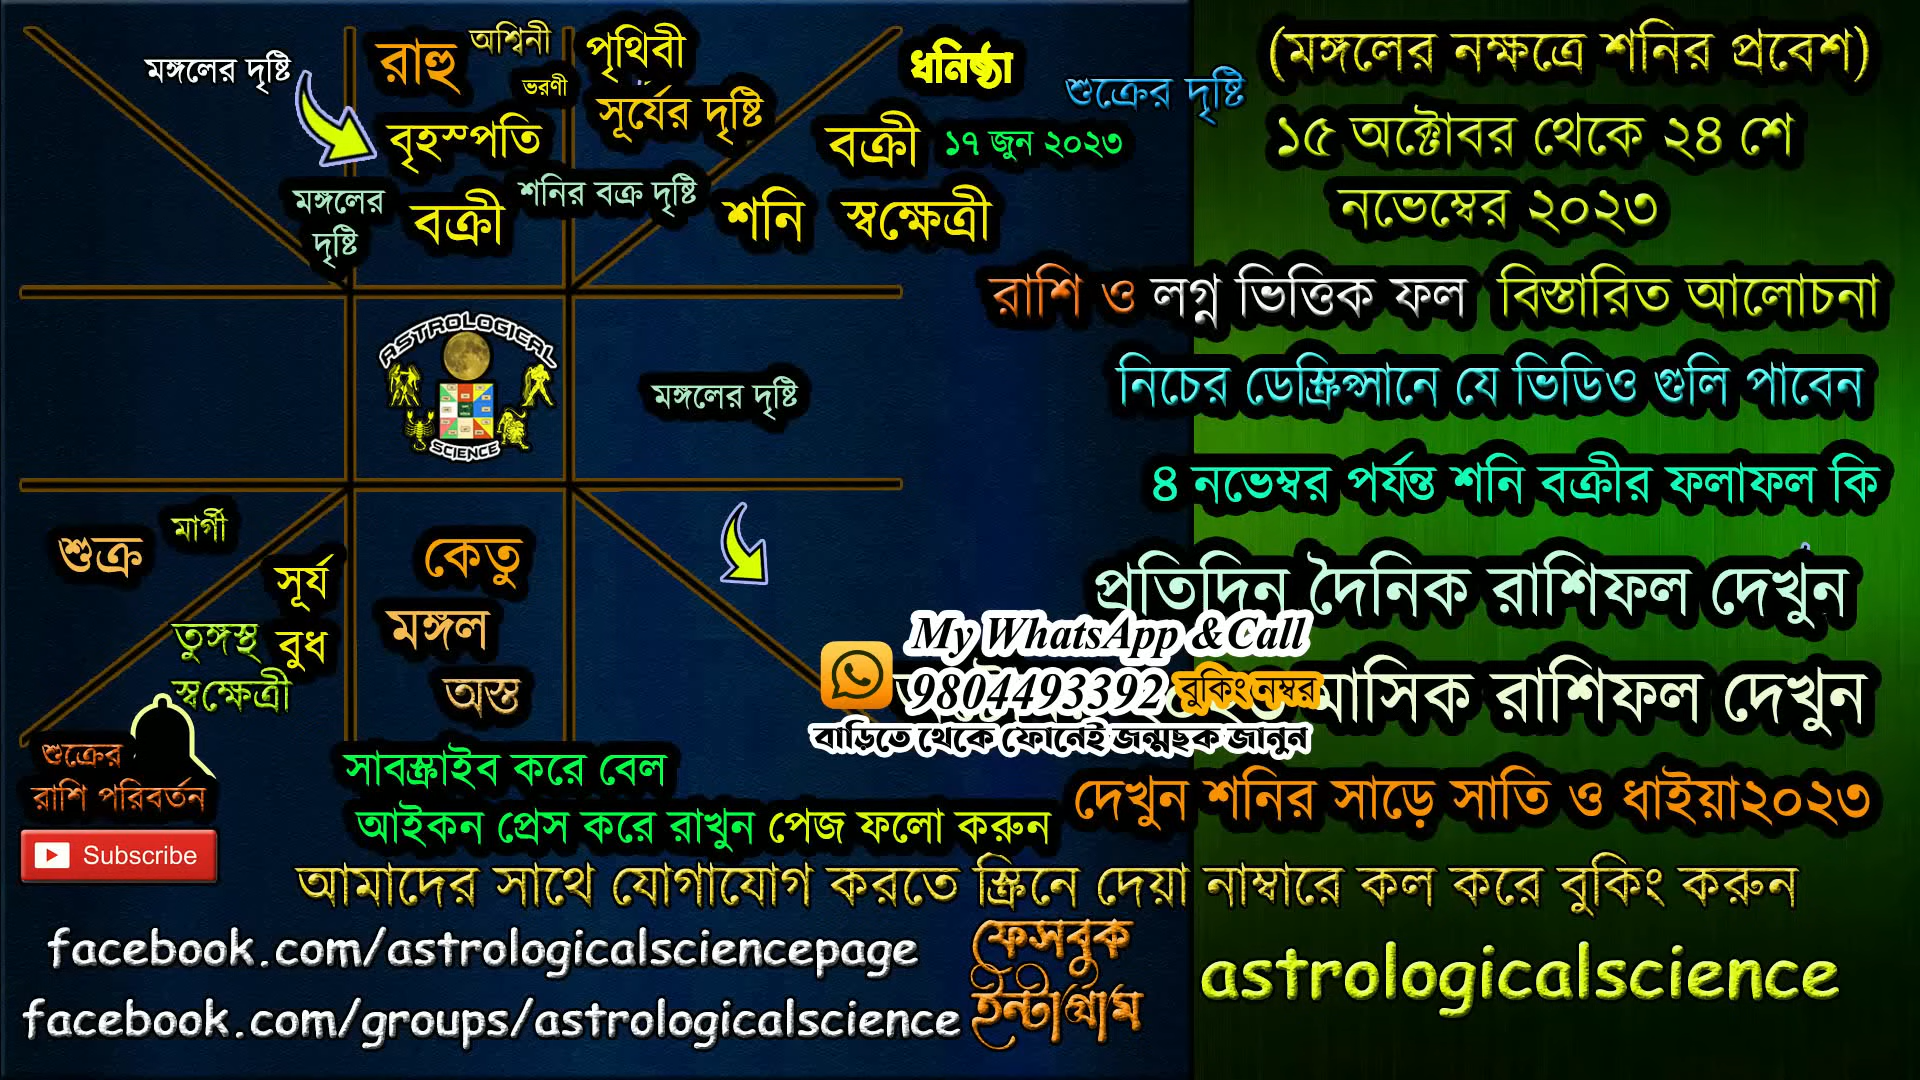 মঙ্গলের দৃষ্টি
রাহু
অশ্বিনী
ভরণী
পৃথিবী
সূর্যের দৃষ্টি
বৃহস্পতি
মঙ্গলের
দৃষ্টি
বক্রী
শনির বক্র দৃষ্টি
ধনিষ্ঠা
শুক্রের দৃষ্টি
বক্রী ১৭ জুন ২০২৩
শনি স্বক্ষেত্রী
(মঙ্গলের নক্ষত্রে শনির প্রবেশ)
১৫ অক্টোবর থেকে ২৪ শে
নভেম্বের ২০২৩
রাশি ও লগ্ন ভিত্তিক ফল বিস্তারিত আলোচনা
নিচের ডেস্ক্রিপ্সানে যে ভিডিও গুলি পাবেন
৪ নভেম্বর পর্যন্ত শনি বক্রীর ফলাফল কি
প্রতিদিন দৈনিক রাশিফল দেখুন
মাসিক রাশিফল দেখুন
দেখুন শনির সাড়ে সাতি ও ধাইয়া২০২৩
ASTROLOGICAL
SCIENCE
মঙ্গলের দৃষ্টি
শুক্র
মার্গী
সূর্য
বুধ
তুঙ্গস্থ
স্বক্ষেত্রী
কেতু
মঙ্গল
অস্ত
My WhatsApp &Call
9804493392 বুকিং নম্বর
বাড়িতে থেকে ফোনেই জন্মছক জানুন
শুক্রের
রাশি পরিবর্তন
Subscribe
সাবস্ক্রাইব করে বেল
আইকন প্রেস করে রাখুন পেজ ফলো করুন
আমাদের সাথে যোগাযোগ করতে স্ক্রিনে দেয়া নাম্বারে কল করে বুকিং করুন
facebook.com/astrologicalsciencepage
facebook.com/groups/astrologicalscience
ফেসবুক
ইন্টাগ্রাম
astrologicalscience